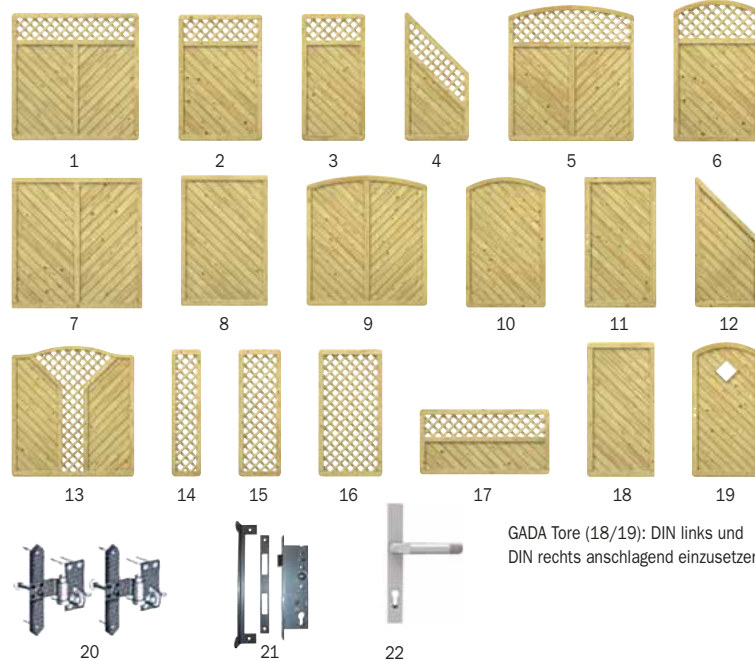 1 2 3 4 5 6
7 8 9 10 11 12
13 14 15 16 17 18 19
GADA Tore (18/19): DIN links und
DIN rechts anschlagend einzusetzen
20 21 22